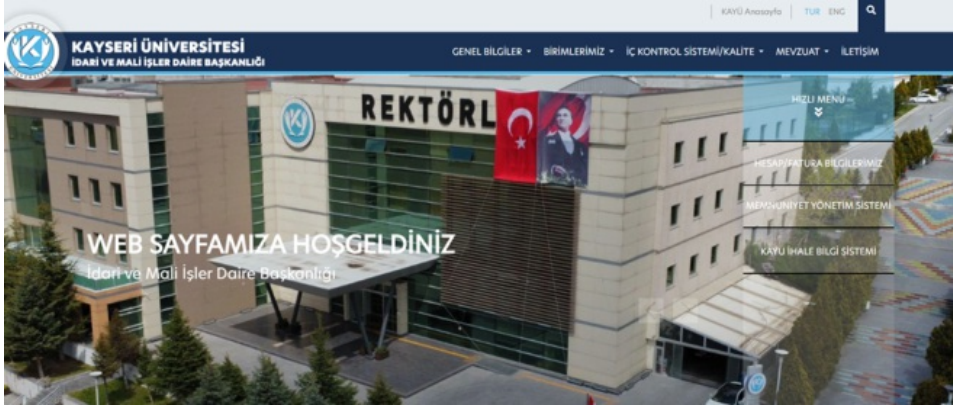 KAYÜ Anasayfa TUR ENG
KAYSERİ ÜNİVERSİTESİ
İDARİ VE MALİ İŞLER DAİRE BAŞKANLIĞI
GENEL BİLGİLER BİRİMLERİMİZ İÇ KONTROL SİSTEMİ/KALİTE MEVZUAT İLETİŞİM
REKTÖRL
HIZLI MENÜ
HESAP/FATURA BİLGİLERİMİZ
MEMNUNİYET YÖNETİM SİSTEMİ
KAYÜ İHALE BİLGİ SİSTEMİ
WEB SAYFAMIZA HOŞGELDİNİZ
İdari ve Mali İşler Daire Başkanlığı